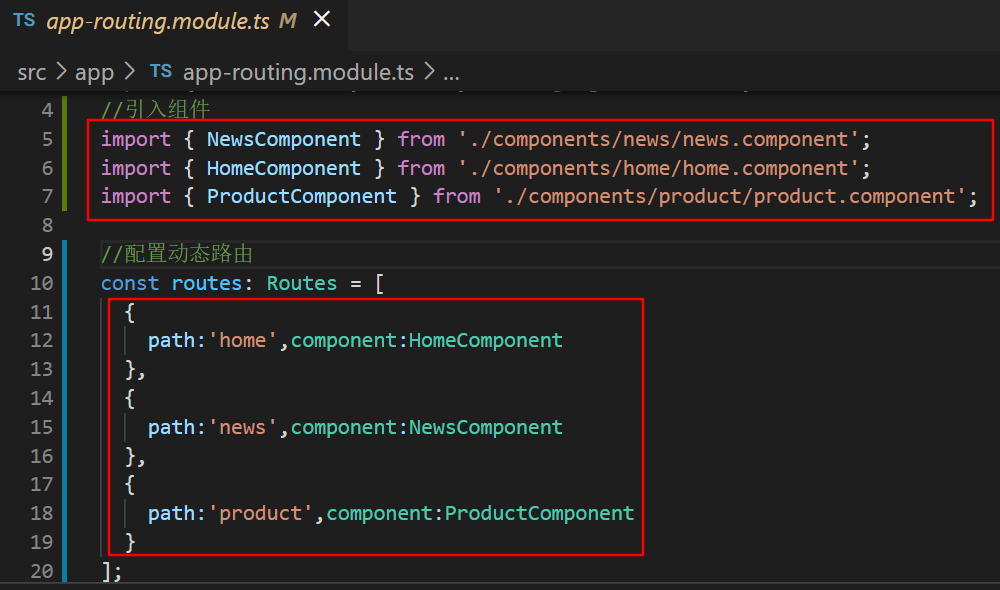 TS app-routing.module.ts M ×
src > app > TS app-routing.module.ts > ...
4 //引入组件
5 import { NewsComponent } from './components/news/news.component';
6 import { HomeComponent } from './components/home/home.component';
7 import { ProductComponent } from './components/product/product.component';
8
9 //配置动态路由
10 const routes: Routes = [
11 {
12 path:'home',component:HomeComponent
13 },
14 {
15 path:'news',component:NewsComponent
16 },
17 {
18 path:'product',component:ProductComponent
19 }
20 ];